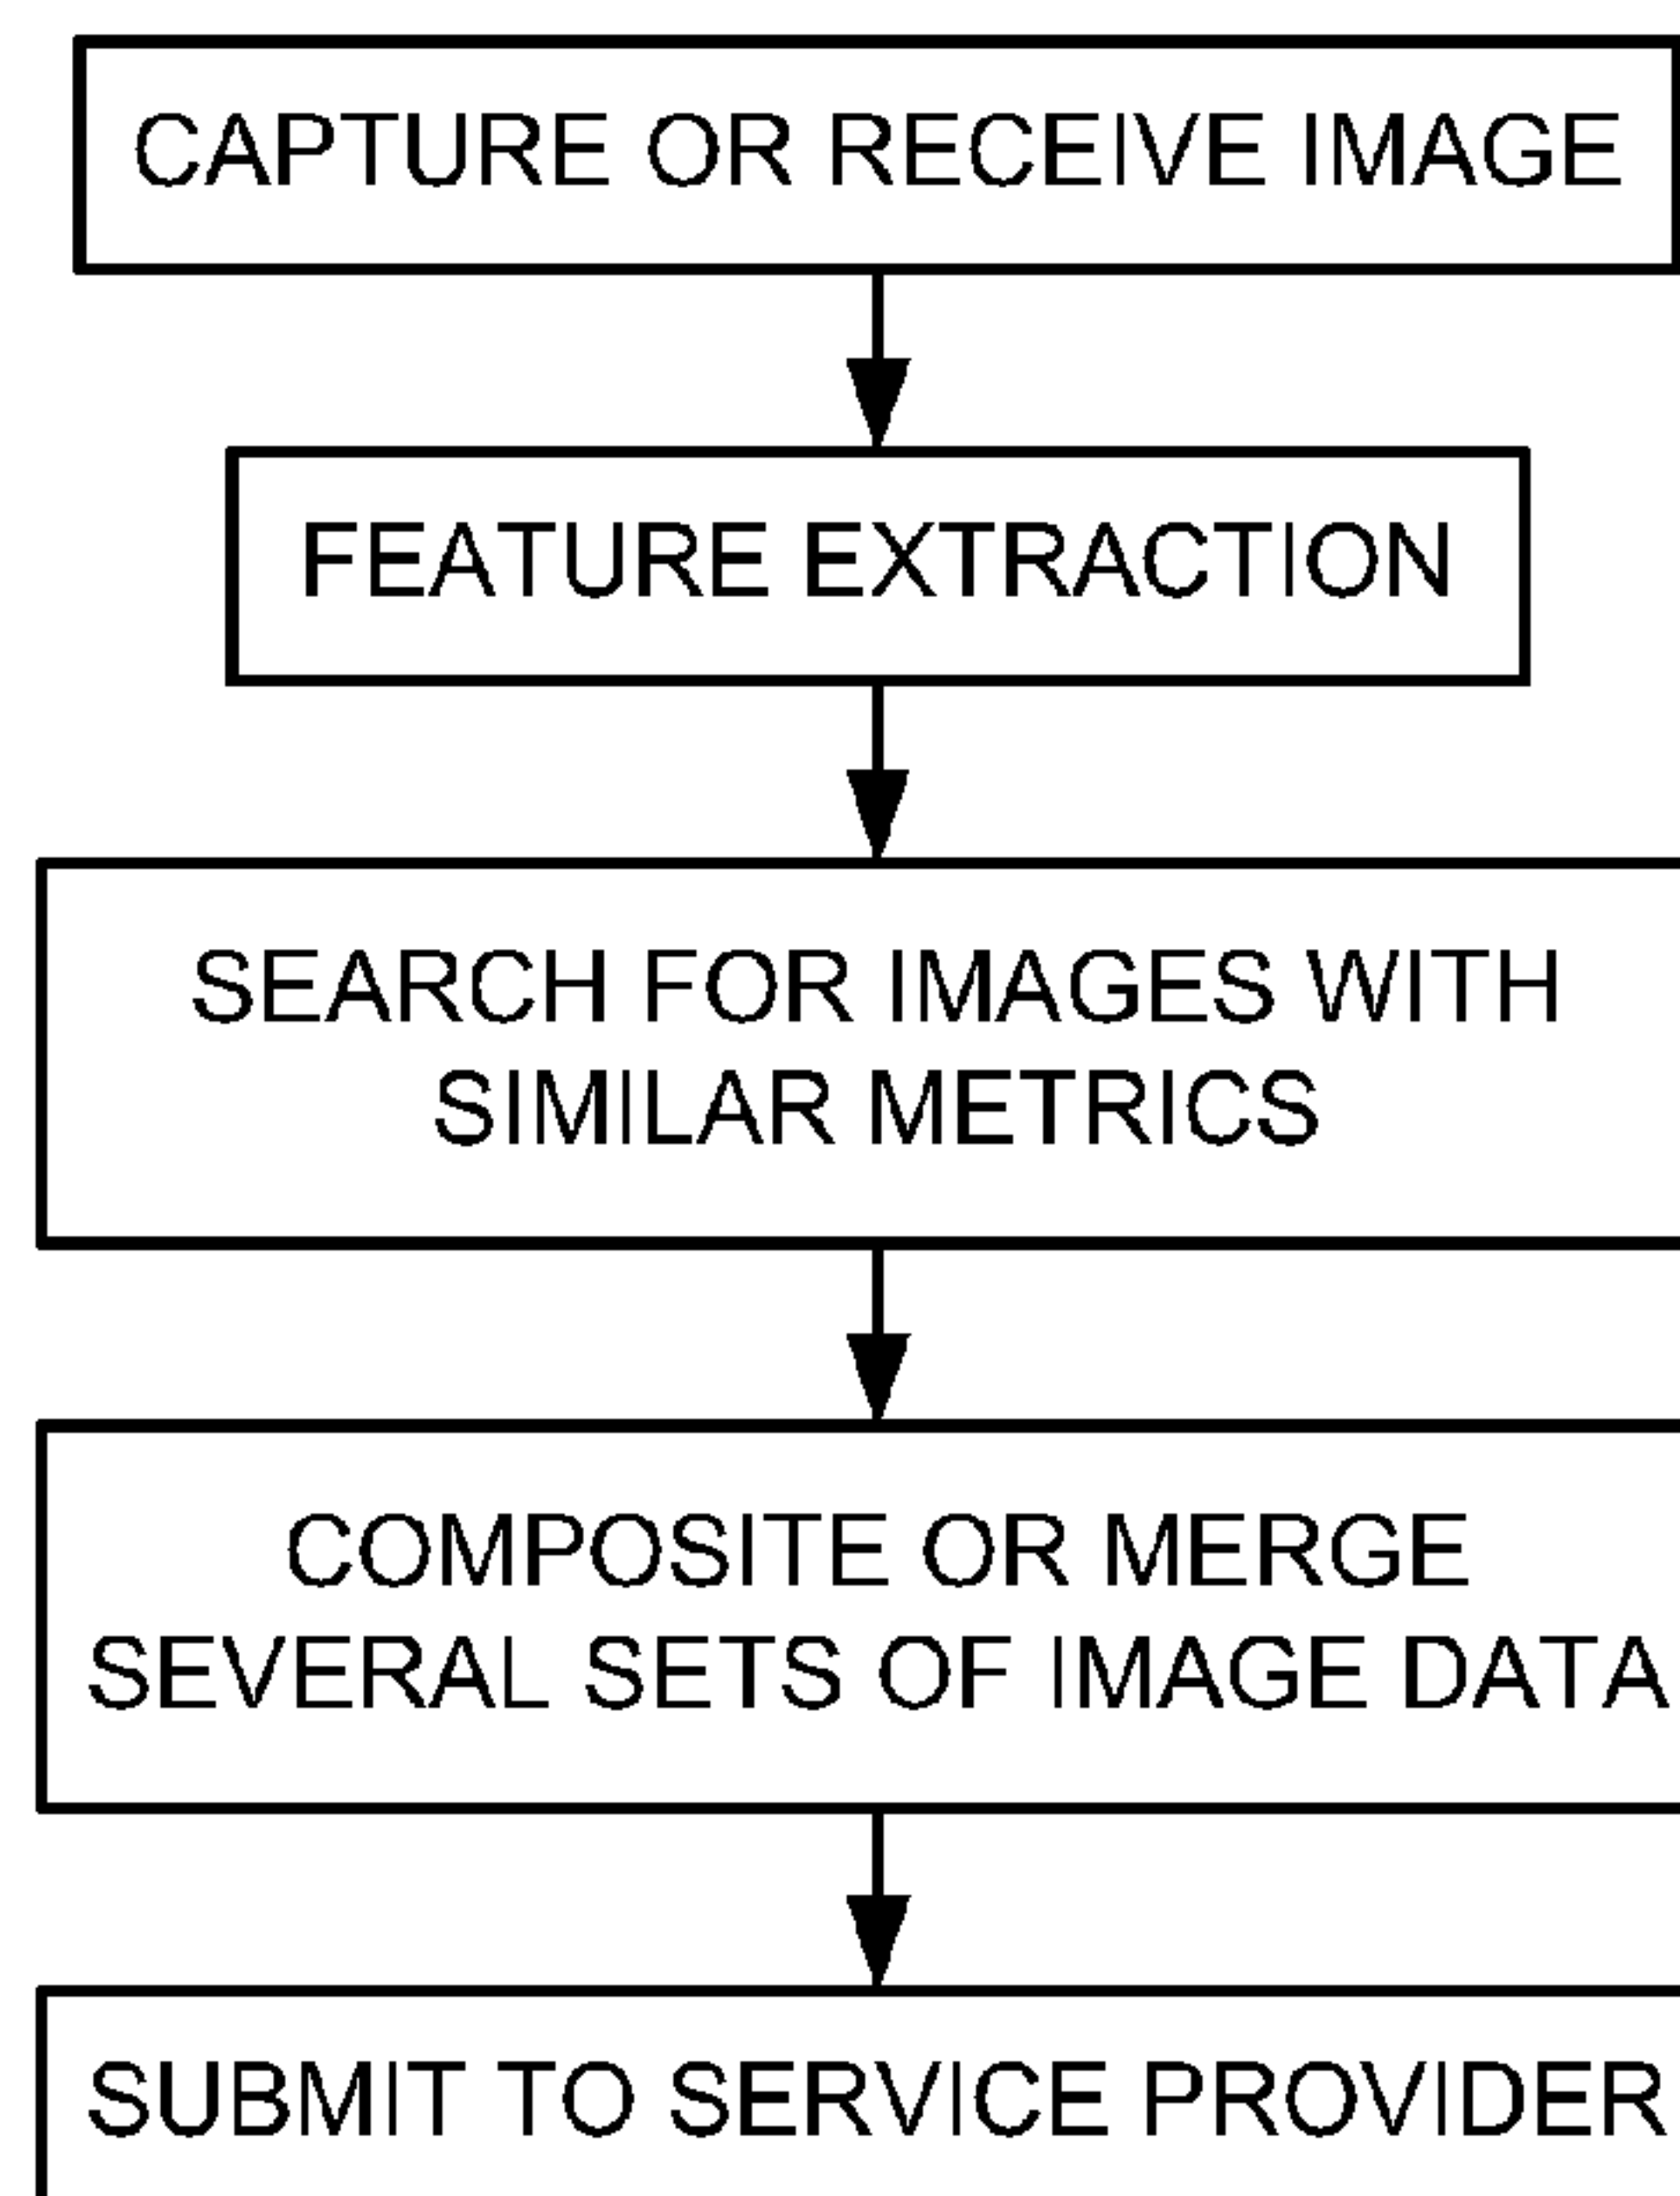 CAPTURE OR RECEIVE IMAGE
FEATURE EXTRACTION
SEARCH FOR IMAGES WITH
SIMILAR METRICS
COMPOSITE OR MERGE
SEVERAL SETS OF IMAGE DATA
SUBMIT TO SERVICE PROVIDER